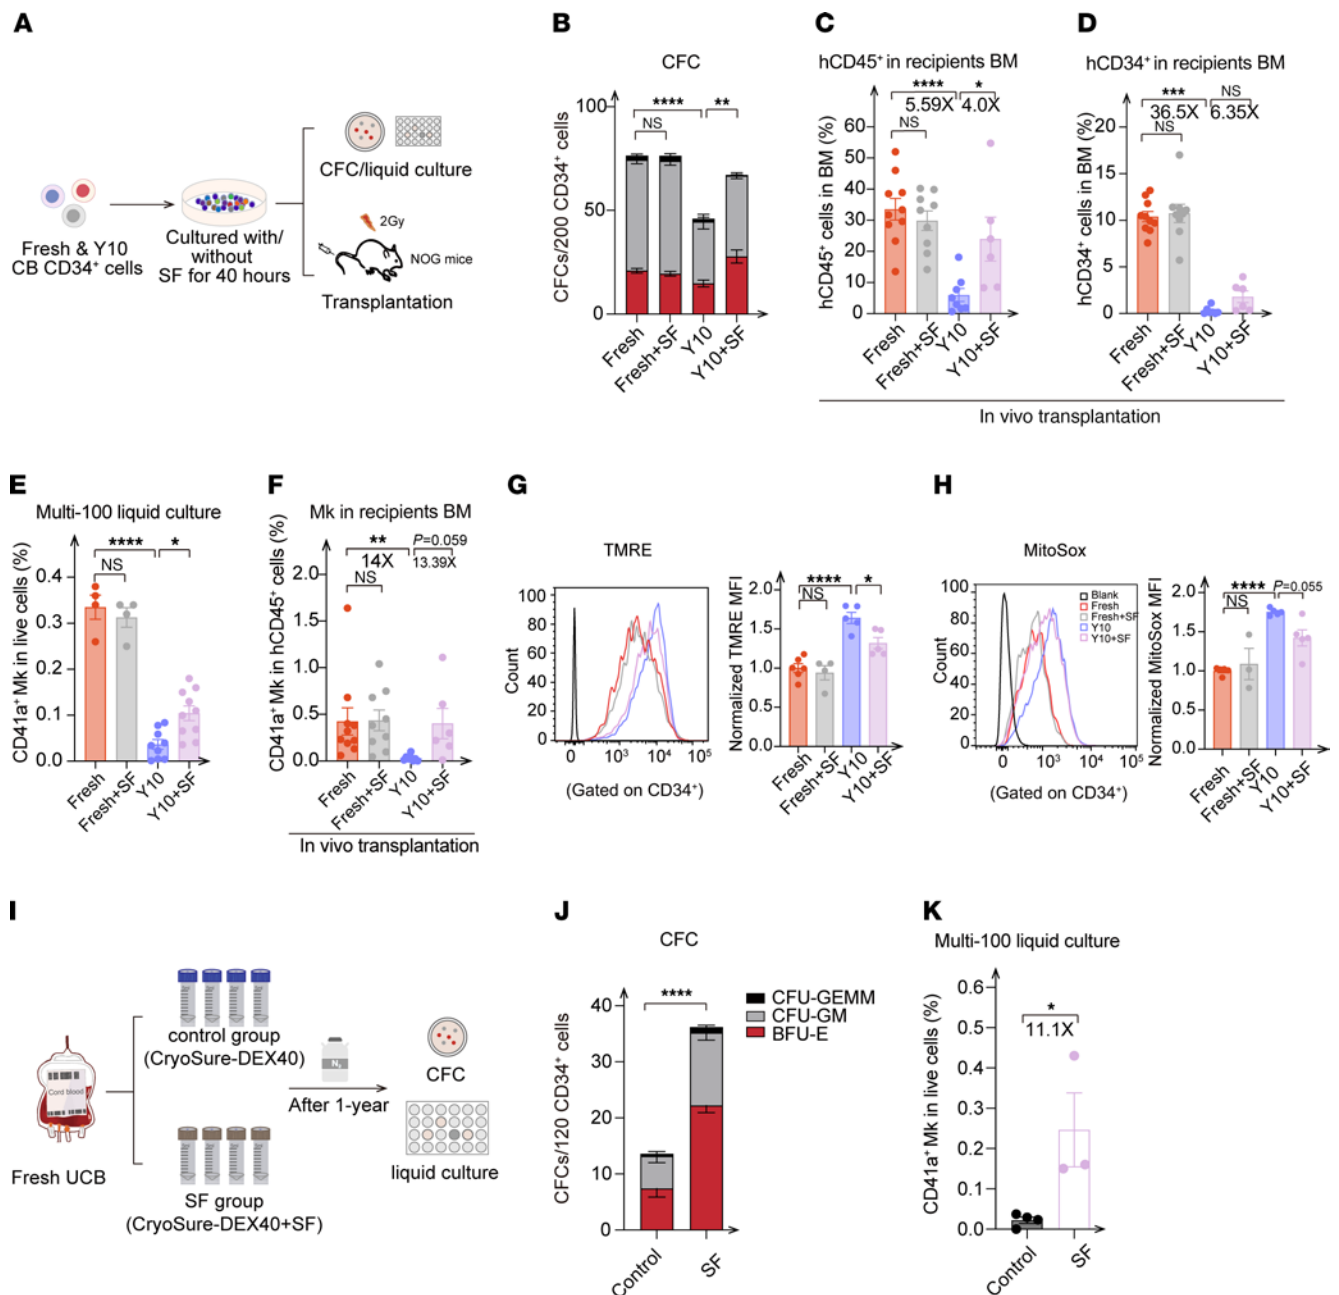 A
Fresh & Y10
CB CD34+ cells
Cultured with/
without
SF for 40 hours
CFC/liquid culture
2Gy
NOG mice
Transplantation
B
CFC
**** **
NS
CFCs/200 CD34+ cells
100
50
0
Fresh
Fresh+SF
Y10
Y10+SF
C
hCD45+ in recipients BM
**** *
5.59X 4.0X
NS
hCD45+ cells in BM (%)
60
50
40
30
20
10
0
Fresh
Fresh+SF
Y10
Y10+SF
D
hCD34+ in recipients BM
*** NS
36.5X 6.35X
NS
hCD34+ cells in BM (%)
20
15
10
5
0
Fresh
Fresh+SF
Y10
Y10+SF
In vivo transplantation
E
Multi-100 liquid culture
**** *
NS
CD41a+ Mk in live cells (%)
0.4
0.3
0.2
0.1
0.0
Fresh
Fresh+SF
Y10
Y10+SF
F
Mk in recipients BM
** P=0.059
14X 13.39X
NS
CD41a+ Mk in hCD45+ cells (%)
2.0
1.5
1.0
0.5
0.0
Fresh
Fresh+SF
Y10
Y10+SF
In vivo transplantation
G
TMRE
Count
100
80
60
40
20
0
0 10³ 10⁴ 10⁵
(Gated on CD34+)
**** *
NS
Normalized TMRE MFI
2.0
1.5
1.0
0.5
0.0
Fresh
Fresh+SF
Y10
Y10+SF
H
MitoSox
Blank
Fresh
Fresh+SF
Y10
Y10+SF
Count
100
80
60
40
20
0
0 10² 10³ 10⁴ 10⁵
(Gated on CD34+)
**** P=0.055
NS
Normalized MitoSox MFI
2.0
1.5
1.0
0.5
0.0
Fresh
Fresh+SF
Y10
Y10+SF
I
Cord blood
Fresh UCB
control group
(CryoSure-DEX40)
SF group
(CryoSure-DEX40+SF)
N₂
After 1-year
CFC
liquid culture
J
CFC
****
CFCs/120 CD34+ cells
40
30
20
10
0
Control
SF
CFU-GEMM
CFU-GM
BFU-E
K
Multi-100 liquid culture
*
11.1X
CD41a+ Mk in live cells (%)
0.6
0.5
0.4
0.3
0.2
0.1
0.0
Control
SF